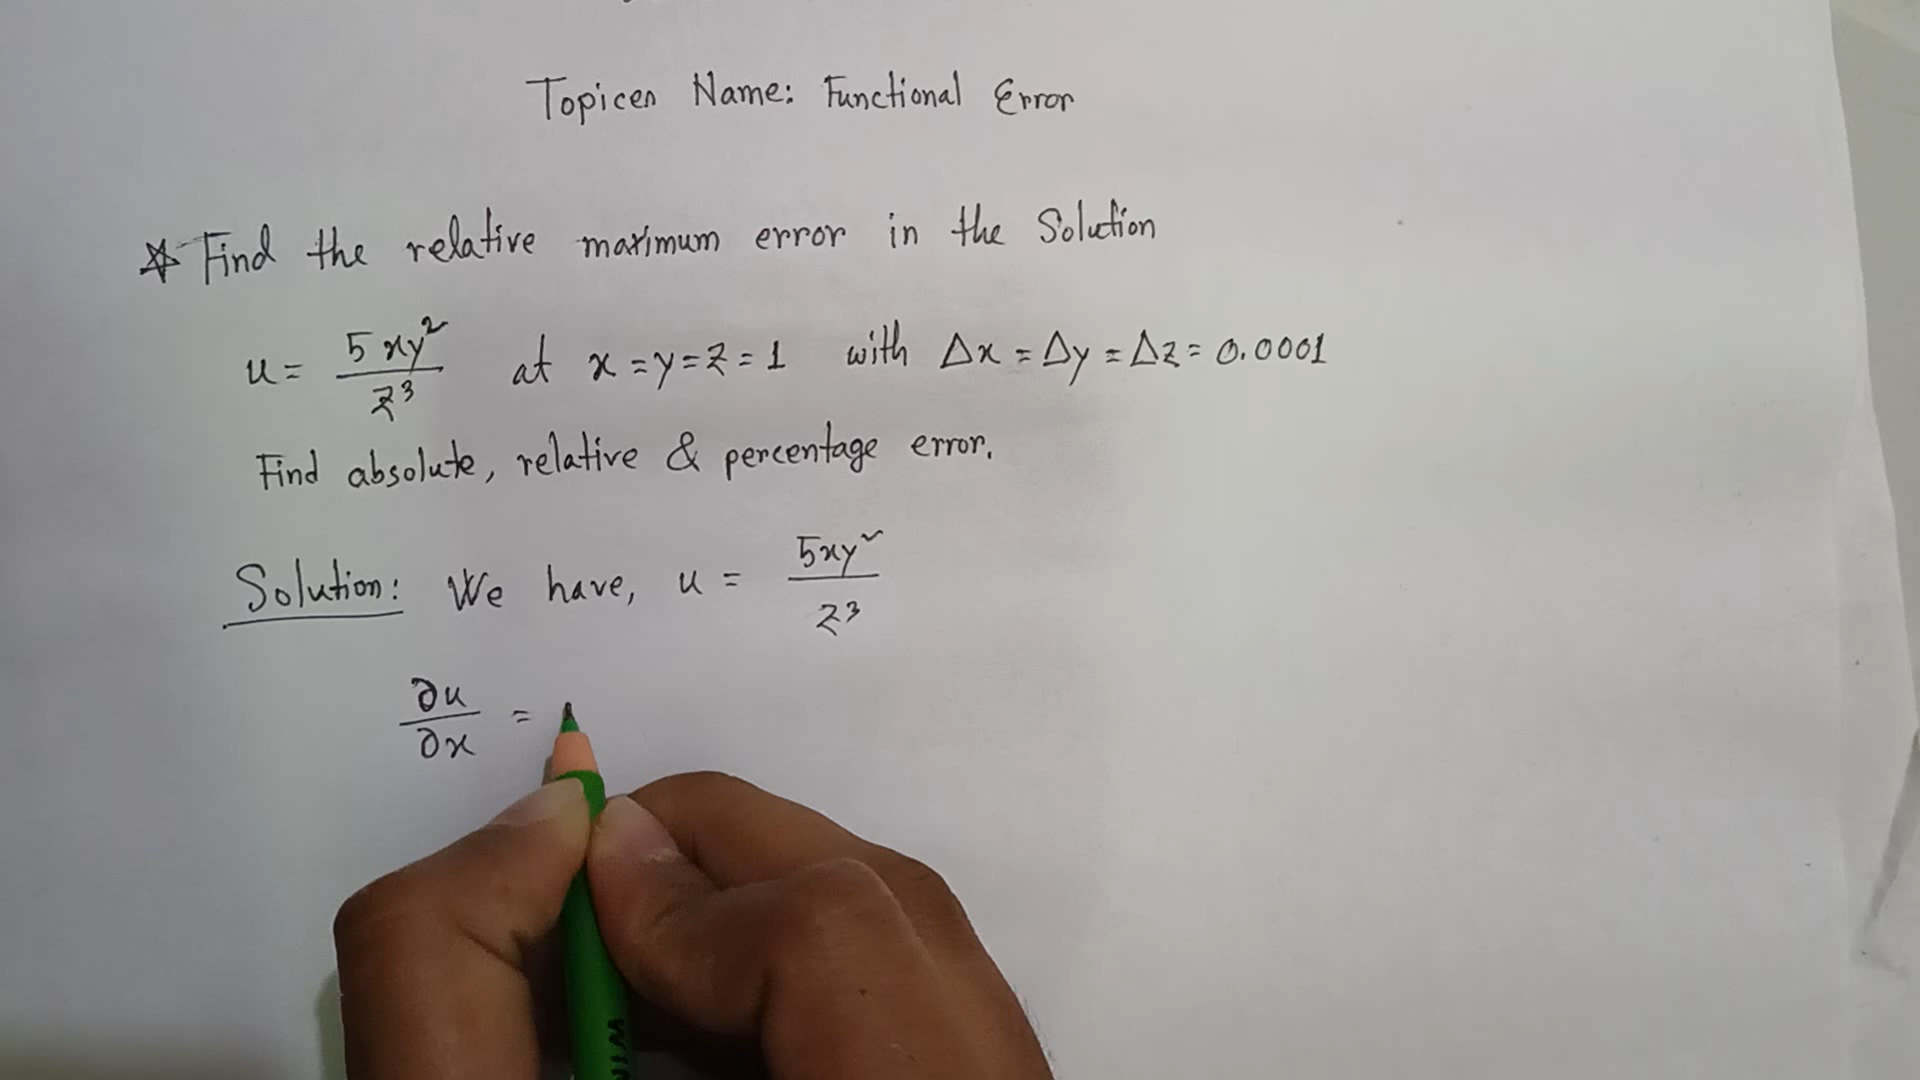 Topicen Name: Functional Error
☆ Find the relative maximum error in the Solution
u = 5xy² / z³ at x = y = z = 1 with Δx = Δy = Δz = 0.0001
Find absolute, relative & percentage error.
Solution: We have, u = 5xy² / z³
∂u / ∂x =